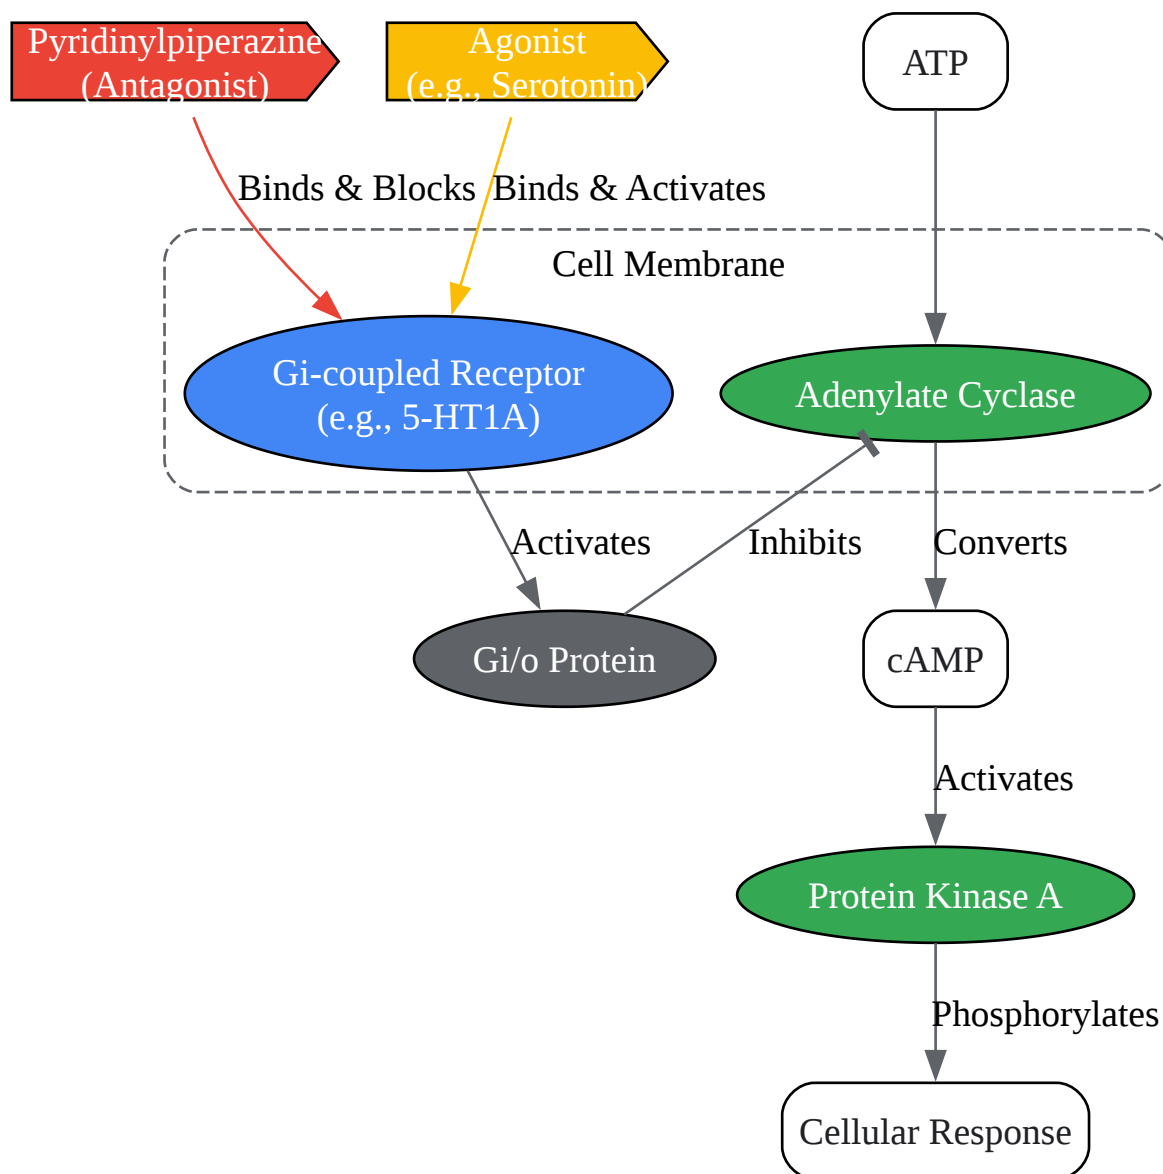 Pyridinylpiperazine
(Antagonist)
Agonist
(e.g., Serotonin)
ATP
Binds & Blocks
Binds & Activates
Cell Membrane
Gi-coupled Receptor
(e.g., 5-HT1A)
Adenylate Cyclase
Activates
Inhibits
Converts
Gi/o Protein
cAMP
Activates
Protein Kinase A
Phosphorylates
Cellular Response